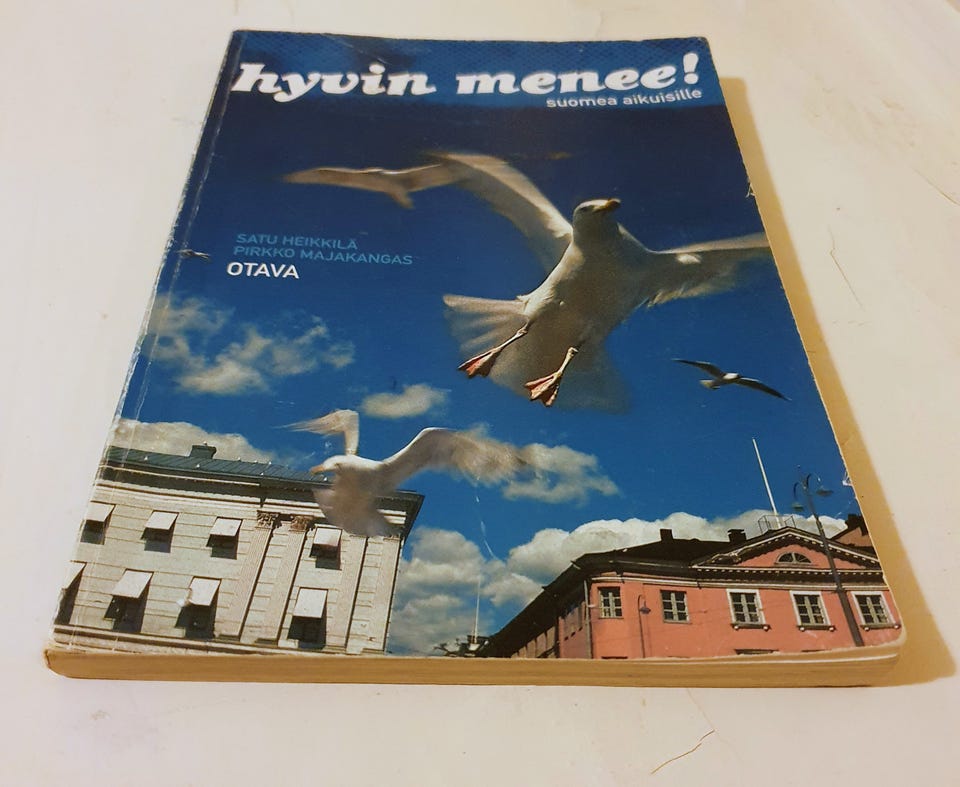 hyvin menee!
suomea aikuisille
SATU HEIKKILÄ
PIRKKO MAJAKANGAS
OTAVA